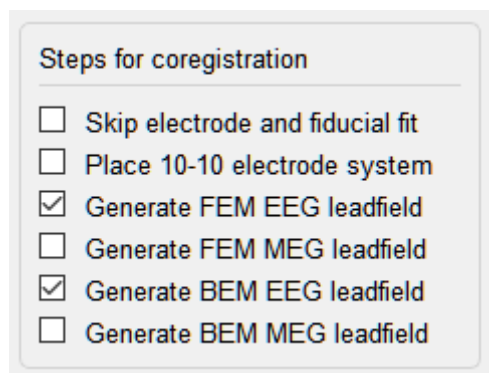 Steps for coregistration
Skip electrode and fiducial fit
Place 10-10 electrode system
Generate FEM EEG leadfield
Generate FEM MEG leadfield
Generate BEM EEG leadfield
Generate BEM MEG leadfield